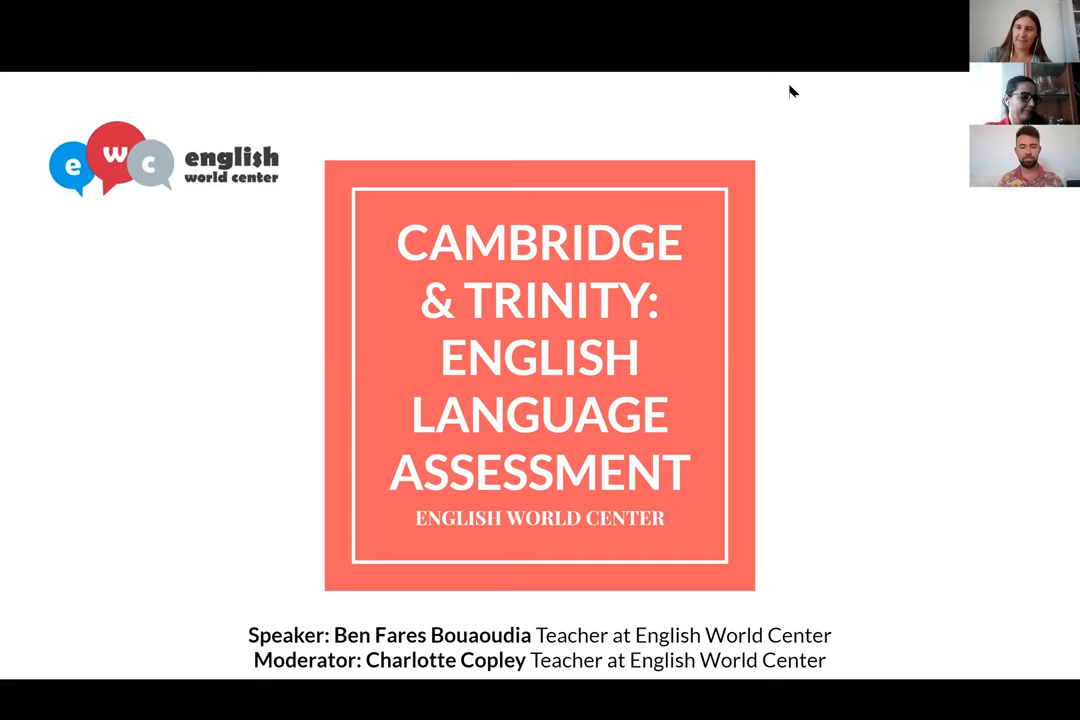 ewc
english
world center
CAMBRIDGE
& TRINITY:
ENGLISH
LANGUAGE
ASSESSMENT
ENGLISH WORLD CENTER
Speaker: Ben Fares Bouaoudia Teacher at English World Center
Moderator: Charlotte Copley Teacher at English World Center